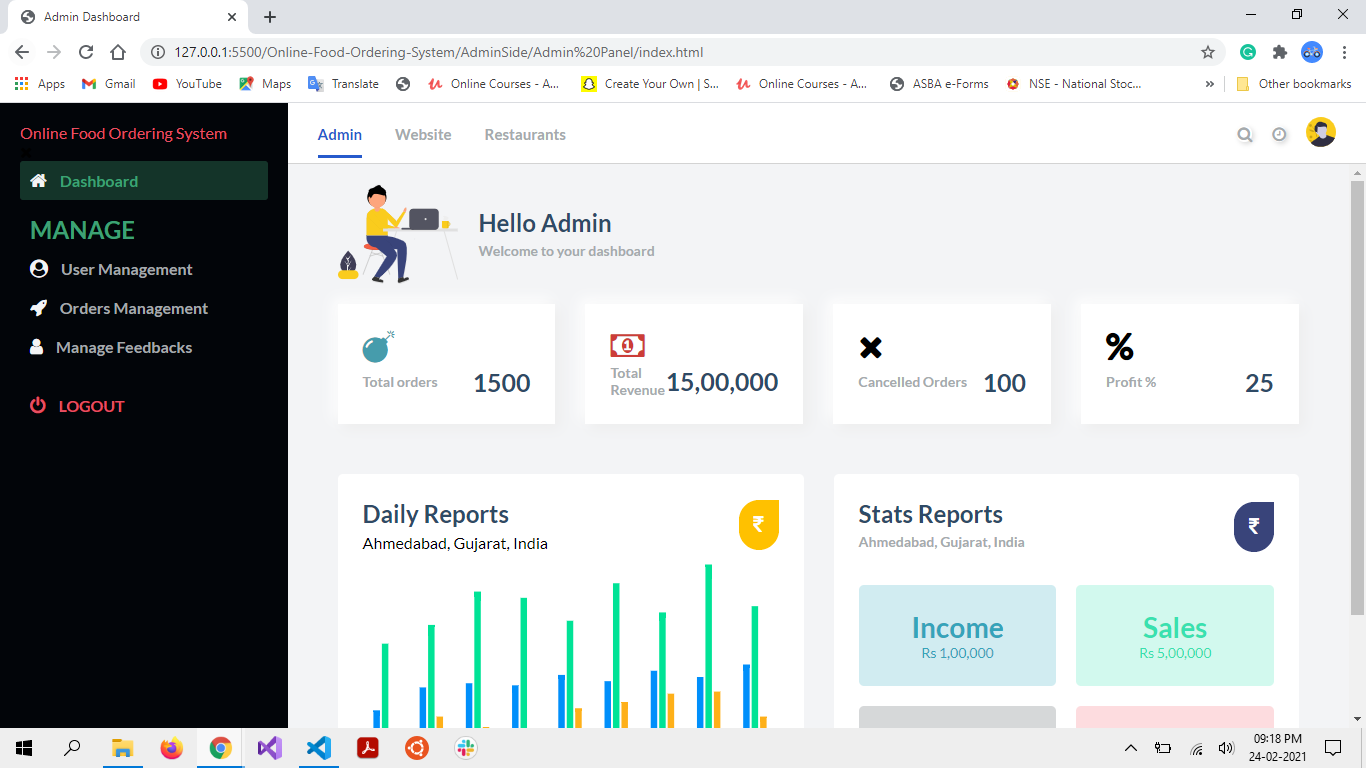 Admin Dashboard
127.0.0.1:5500/Online-Food-Ordering-System/AdminSide/Admin%20Panel/index.html
Apps Gmail YouTube Maps Translate Online Courses - A... Create Your Own | S... Online Courses - A... ASBA e-Forms NSE - National Stoc... » Other bookmarks
Online Food Ordering System
Dashboard
MANAGE
User Management
Orders Management
Manage Feedbacks
LOGOUT
Admin Website Restaurants
Hello Admin
Welcome to your dashboard
Total orders 1500
Total
Revenue 15,00,000
Cancelled Orders 100
%
Profit % 25
Daily Reports
₹
Ahmedabad, Gujarat, India
Stats Reports
₹
Ahmedabad, Gujarat, India
Income
Rs 1,00,000
Sales
Rs 5,00,000
09:18 PM
24-02-2021